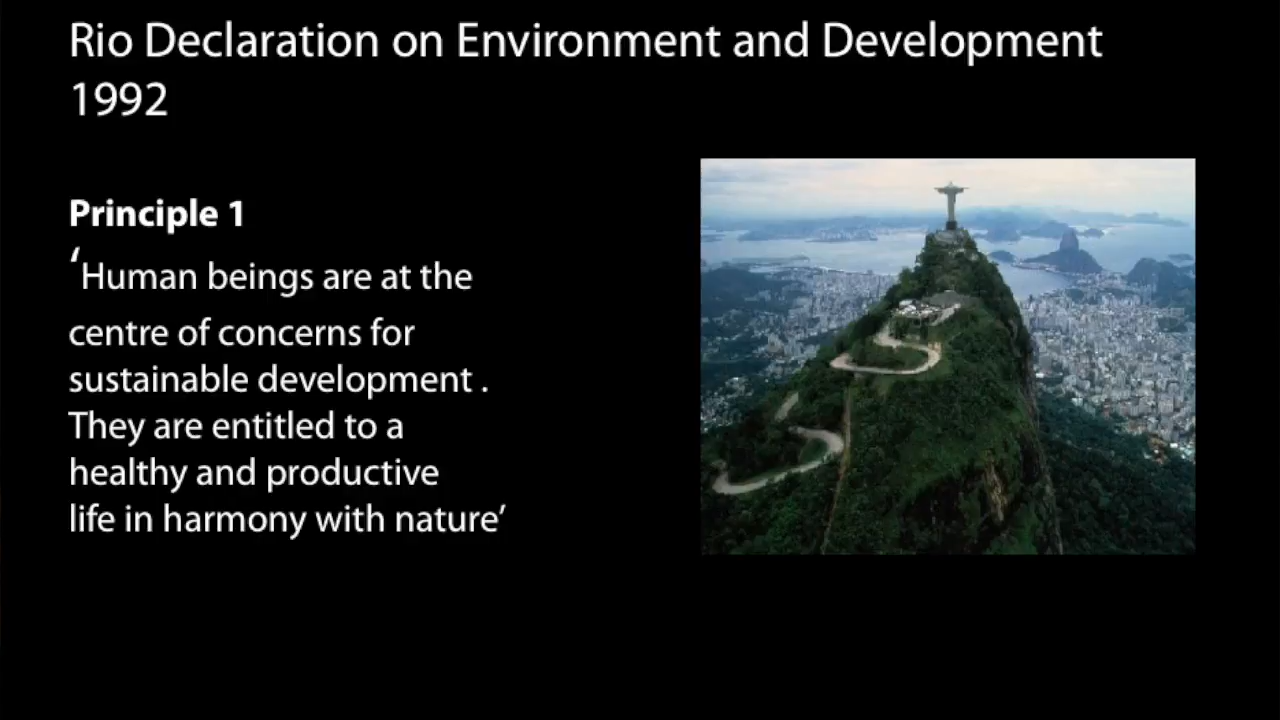 Rio Declaration on Environment and Development
1992
Principle 1
‘Human beings are at the
centre of concerns for
sustainable development .
They are entitled to a
healthy and productive
life in harmony with nature’